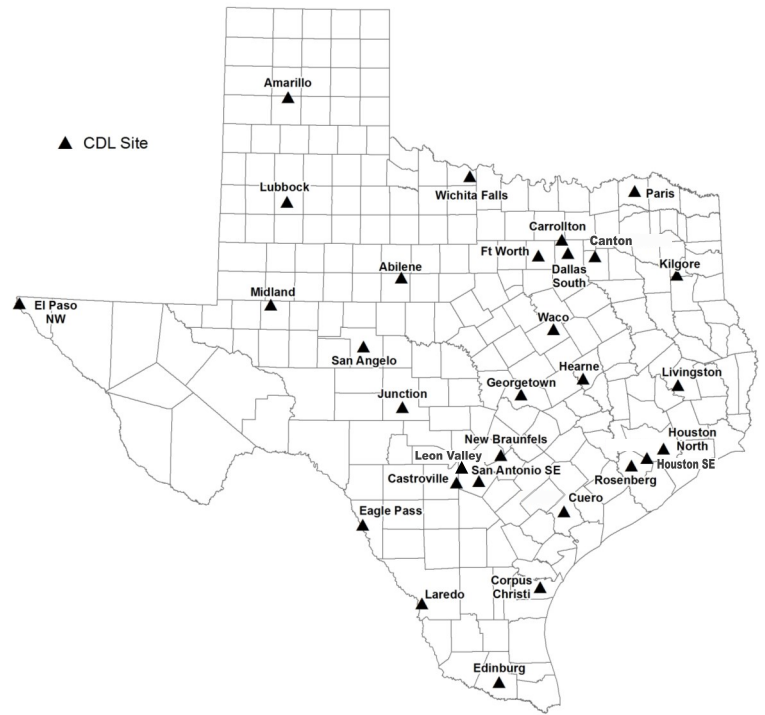 Amarillo
CDL Site
Lubbock
Wichita Falls
Paris
Carrollton
Ft Worth
Canton
Dallas
South
Kilgore
Abilene
Midland
El Paso
NW
Waco
San Angelo
Hearne
Livingston
Georgetown
Junction
Houston
North
New Braunfels
Leon Valley
San Antonio SE
Houston SE
Castroville
Rosenberg
Cuero
Eagle Pass
Corpus
Christi
Laredo
Edinburg